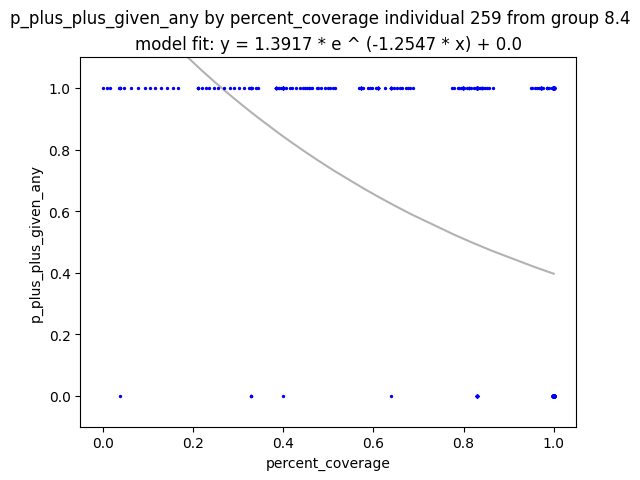 p_plus_plus_given_any by percent_coverage individual 259 from group 8.4
model fit: y = 1.3917 * e ^ (-1.2547 * x) + 0.0
1.0
0.8
0.6
0.4
0.2
0.0
p_plus_plus_given_any
0.0 0.2 0.4 0.6 0.8 1.0
percent_coverage